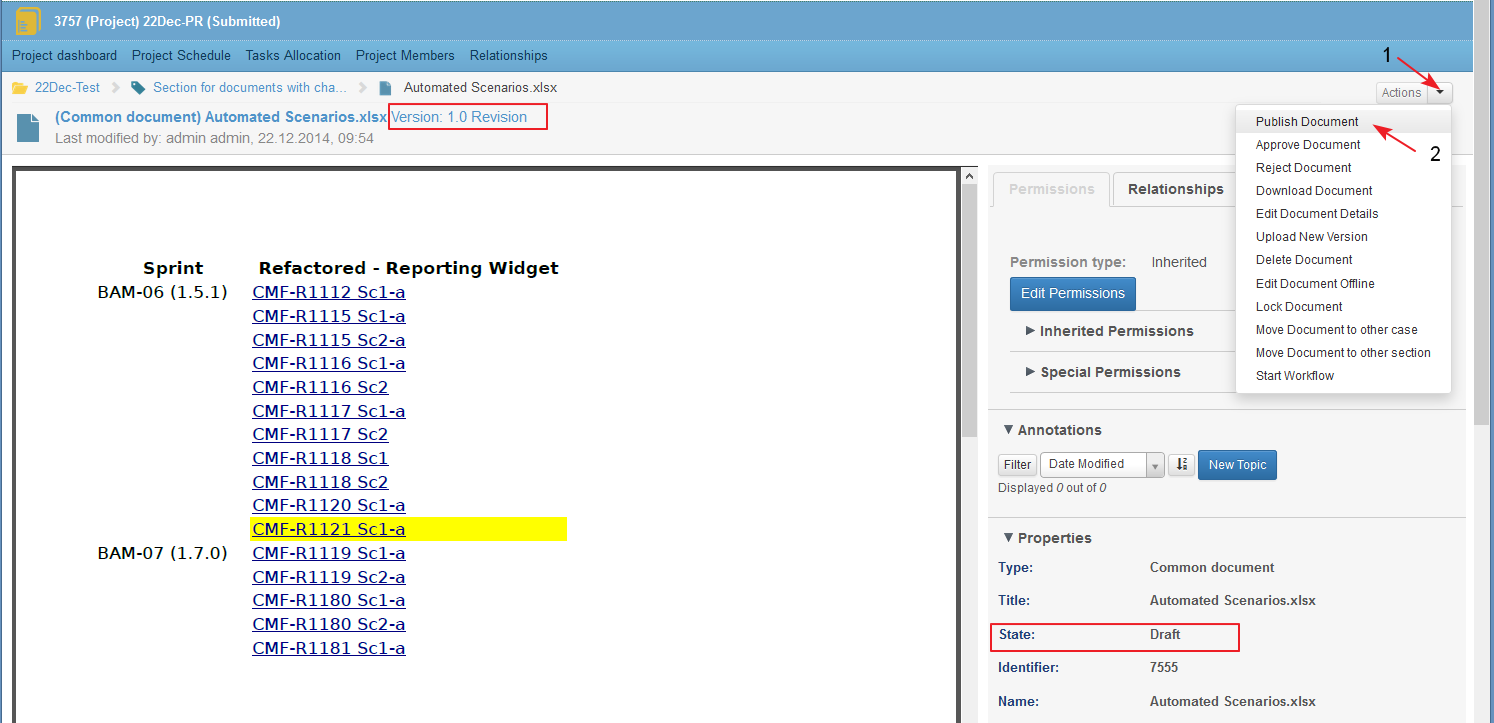 3757 (Project) 22Dec-PR (Submitted)
Project dashboard Project Schedule Tasks Allocation Project Members Relationships
1
22Dec-Test Section for documents with cha... Automated Scenarios.xlsx
Actions
(Common document) Automated Scenarios.xlsx Version: 1.0 Revision
Last modified by: admin admin, 22.12.2014, 09:54
Publish Document
2
Approve Document
Reject Document
Download Document
Edit Document Details
Upload New Version
Delete Document
Edit Document Offline
Lock Document
Move Document to other case
Move Document to other section
Start Workflow
Sprint Refactored - Reporting Widget
BAM-06 (1.5.1) CMF-R1112 Sc1-a
CMF-R1115 Sc1-a
CMF-R1115 Sc2-a
CMF-R1116 Sc1-a
CMF-R1116 Sc2
CMF-R1117 Sc1-a
CMF-R1117 Sc2
CMF-R1118 Sc1
CMF-R1118 Sc2
CMF-R1120 Sc1-a
CMF-R1121 Sc1-a
BAM-07 (1.7.0) CMF-R1119 Sc1-a
CMF-R1119 Sc2-a
CMF-R1180 Sc1-a
CMF-R1180 Sc2-a
CMF-R1181 Sc1-a
Permissions Relationships
Permission type: Inherited
Edit Permissions
Inherited Permissions
Special Permissions
Annotations
Filter Date Modified New Topic
Displayed 0 out of 0
Properties
Type: Common document
Title: Automated Scenarios.xlsx
State: Draft
Identifier: 7555
Name: Automated Scenarios.xlsx